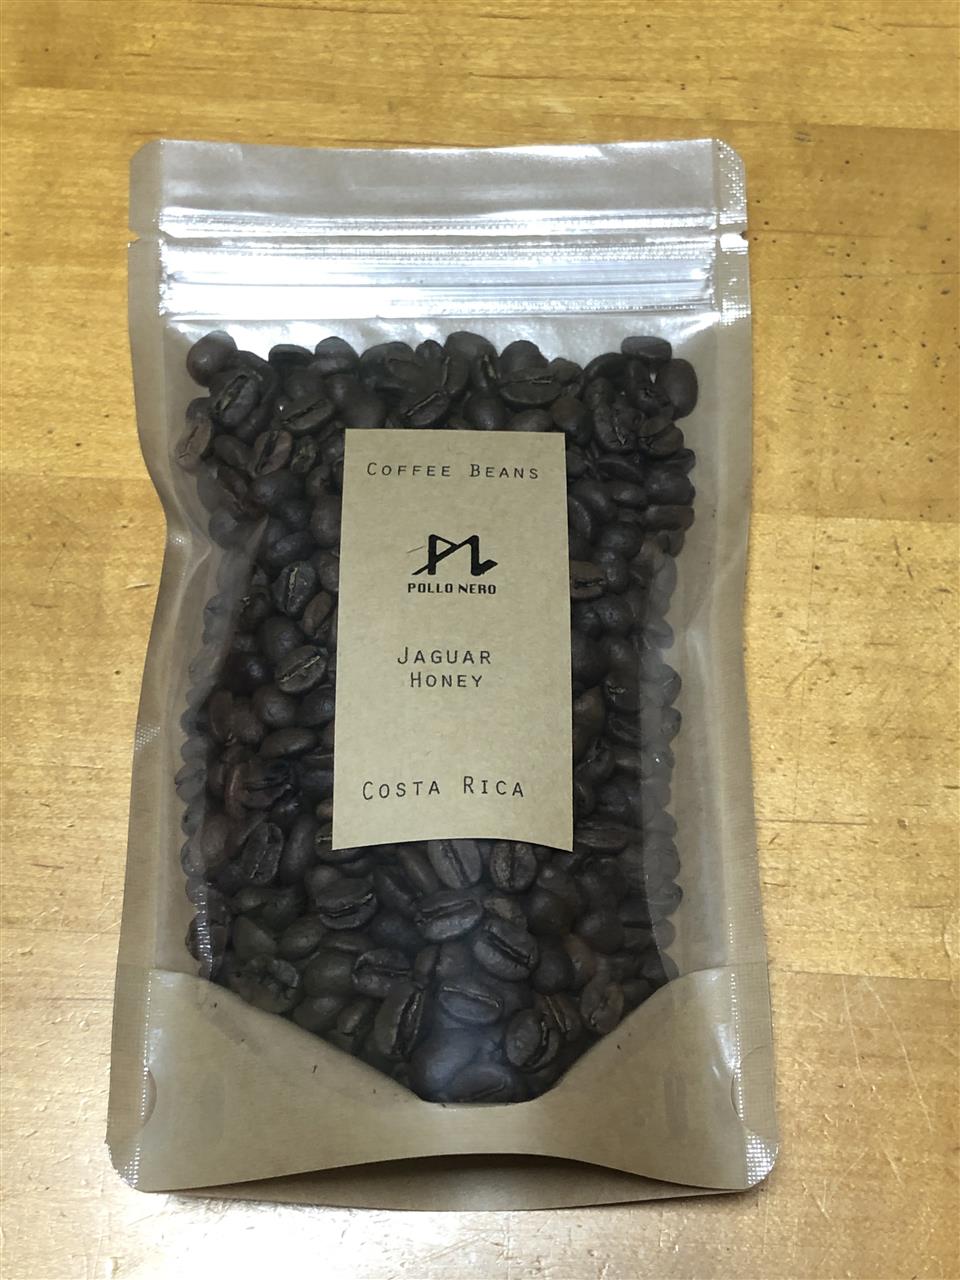 COFFEE BEANS
POLLO NERO
JAGUAR
HONEY
COSTA RICA